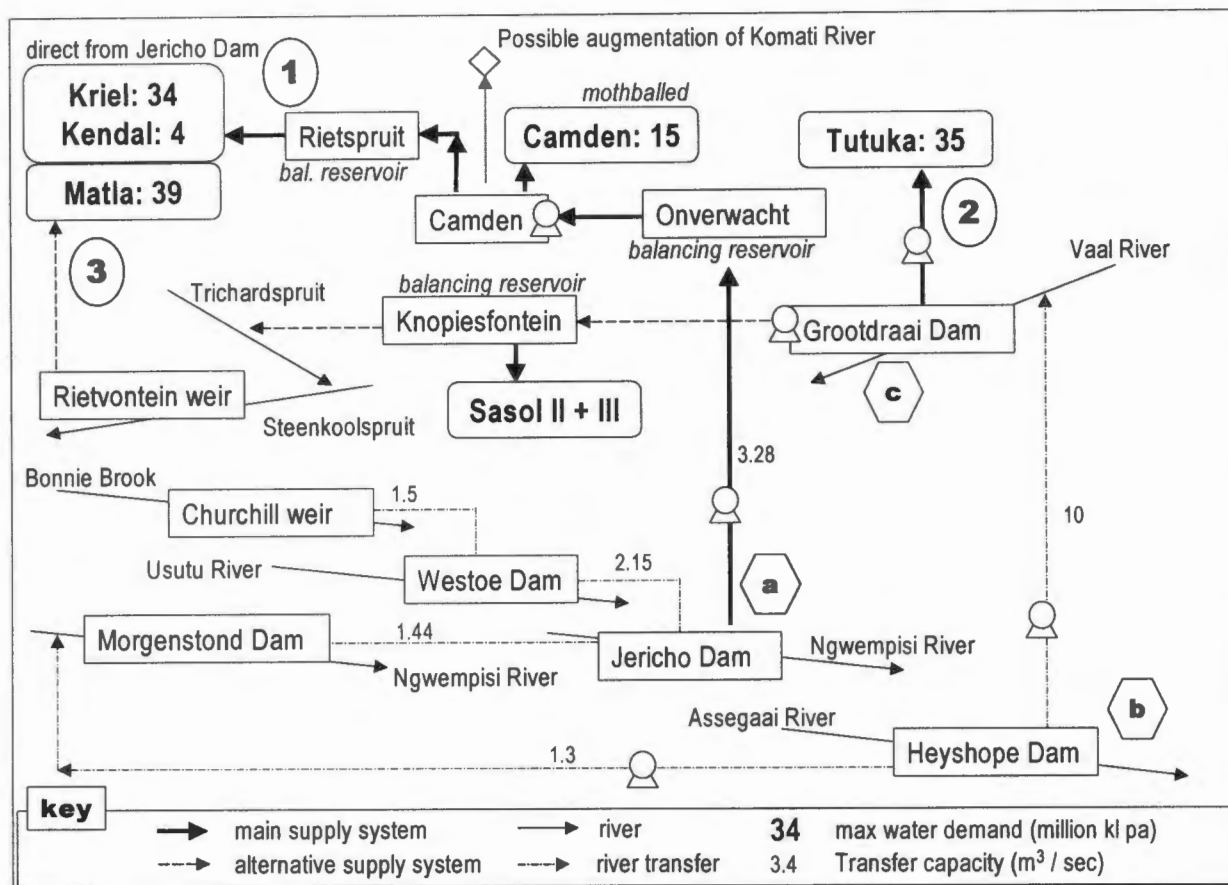 Possible augmentation of Komati River
direct from Jericho Dam
1
Kriel: 34
Kendal: 4
Matla: 39
Rietspruit
bal. reservoir
mothballed
Camden: 15
Tutuka: 35
2
Camden
Onverwacht
balancing reservoir
Vaal River
3
Trichardspruit
balancing reservoir
Knopiesfontein
Grootdraai Dam
c
Rietvontein weir
Steenkoolspruit
Sasol II + III
3.28
Bonnie Brook
Churchill weir
1.5
10
Usutu River
Westoe Dam
2.15
a
Morgenstond Dam
1.44
Ngwempisi River
Jericho Dam
Ngwempisi River
Assegaai River
b
Heyshope Dam
1.3
key
main supply system
river
34 max water demand (million kl pa)
alternative supply system
river transfer
3.4 Transfer capacity (m³ / sec)